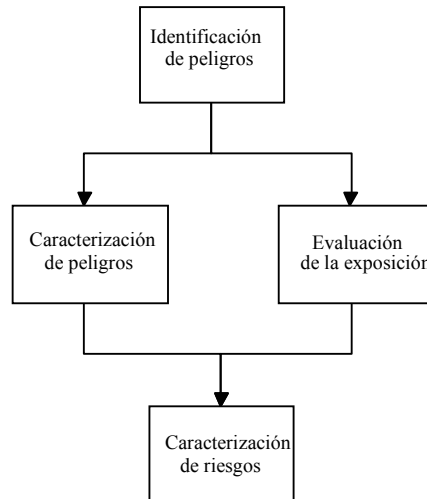 Identificación
de peligros
Caracterización
de peligros
Evaluación
de la exposición
Caracterización
de riesgos